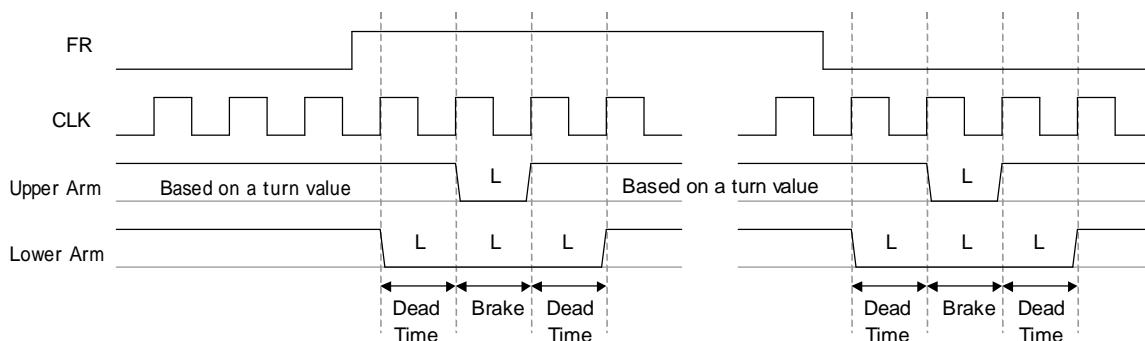 FR
CLK
Upper Arm
Based on a turn value
L
Based on a turn value
L
Lower Arm
L
L
L
L
L
L
Dead Time
Brake
Dead Time
Dead Time
Brake
Dead Time